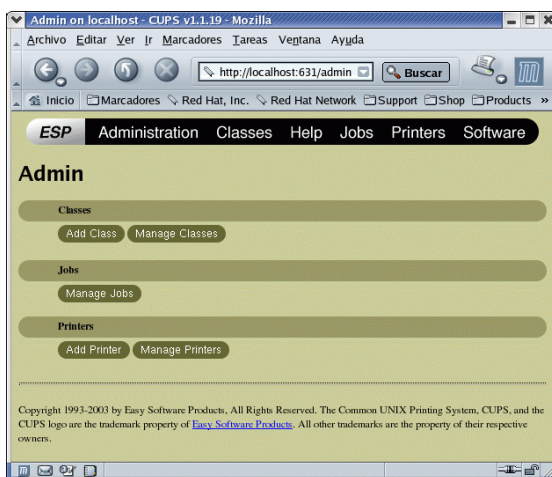 Admin on localhost - CUPS v1.1.19 - Mozilla
Archivo Editar Ver Ir Marcadores Tareas Ventana Ayuda
http://localhost:631/admin Buscar
Inicio Marcadores Red Hat, Inc. Red Hat Network Support Shop Products »
ESP Administration Classes Help Jobs Printers Software
Admin
Classes
Add Class Manage Classes
Jobs
Manage Jobs
Printers
Add Printer Manage Printers
Copyright 1993-2003 by Easy Software Products, All Rights Reserved. The Common UNIX Printing System, CUPS, and the
CUPS logo are the trademark property of Easy Software Products. All other trademarks are the property of their respective
owners.